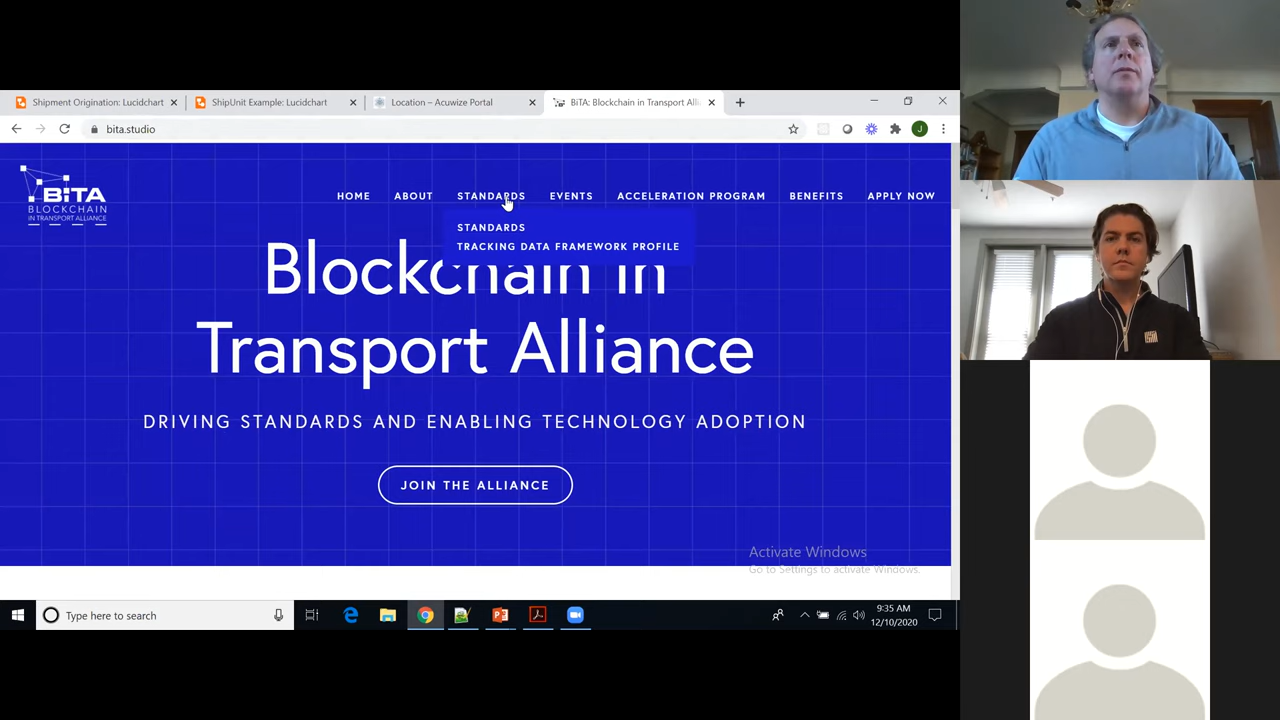 Shipment Origination: Lucidchart
ShipUnit Example: Lucidchart
Location – Acuwize Portal
BiTA: Blockchain in Transport Alli
bita.studio
J
BiTA
BLOCKCHAIN
IN TRANSPORT ALLIANCE
HOME
ABOUT
STANDARDS
EVENTS
ACCELERATION PROGRAM
BENEFITS
APPLY NOW
STANDARDS
TRACKING DATA FRAMEWORK PROFILE
Blockchain in
Transport Alliance
DRIVING STANDARDS AND ENABLING TECHNOLOGY ADOPTION
JOIN THE ALLIANCE
Activate Windows
Go to Settings to activate Windows.
Type here to search
9:35 AM
12/10/2020